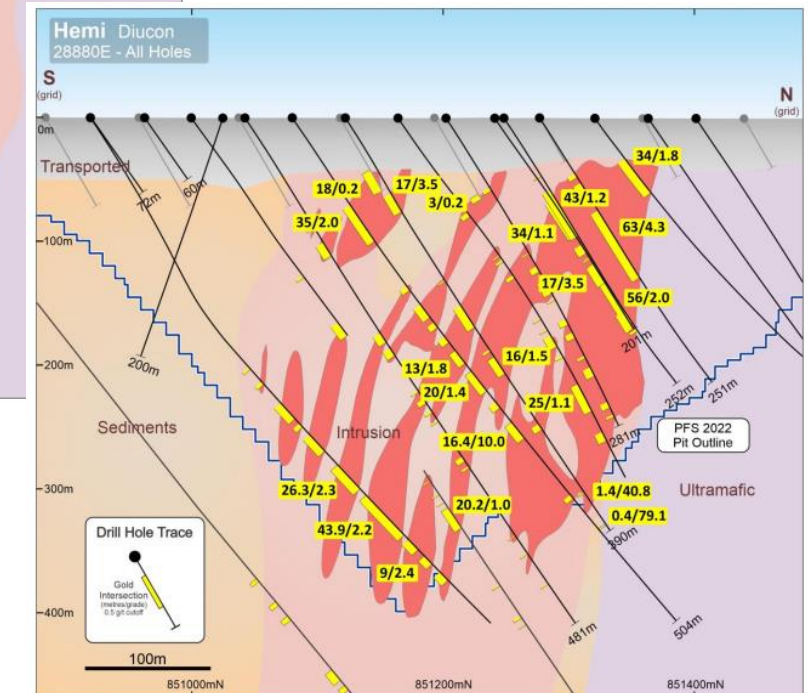 Hemi Diucon
28880E - All Holes
S
(grid)
N
(grid)
0m
Transported
72m
60m
34/1.8
18/0.2
17/3.5
3/0.2
43/1.2
35/2.0
34/1.1
63/4.3
-100m
17/3.5
56/2.0
201m
200m
-200m
13/1.8
16/1.5
20/1.4
252m
251m
25/1.1
Sediments
Intrusion
16.4/10.0
281m
PFS 2022
Pit Outline
-300m
26.3/2.3
1.4/40.8
Ultramafic
20.2/1.0
0.4/79.1
43.9/2.2
390m
Drill Hole Trace
Gold
Intersection
(metres/grade)
0.5 g/t cutoff
9/2.4
-400m
481m
504m
100m
851000mN
851200mN
851400mN